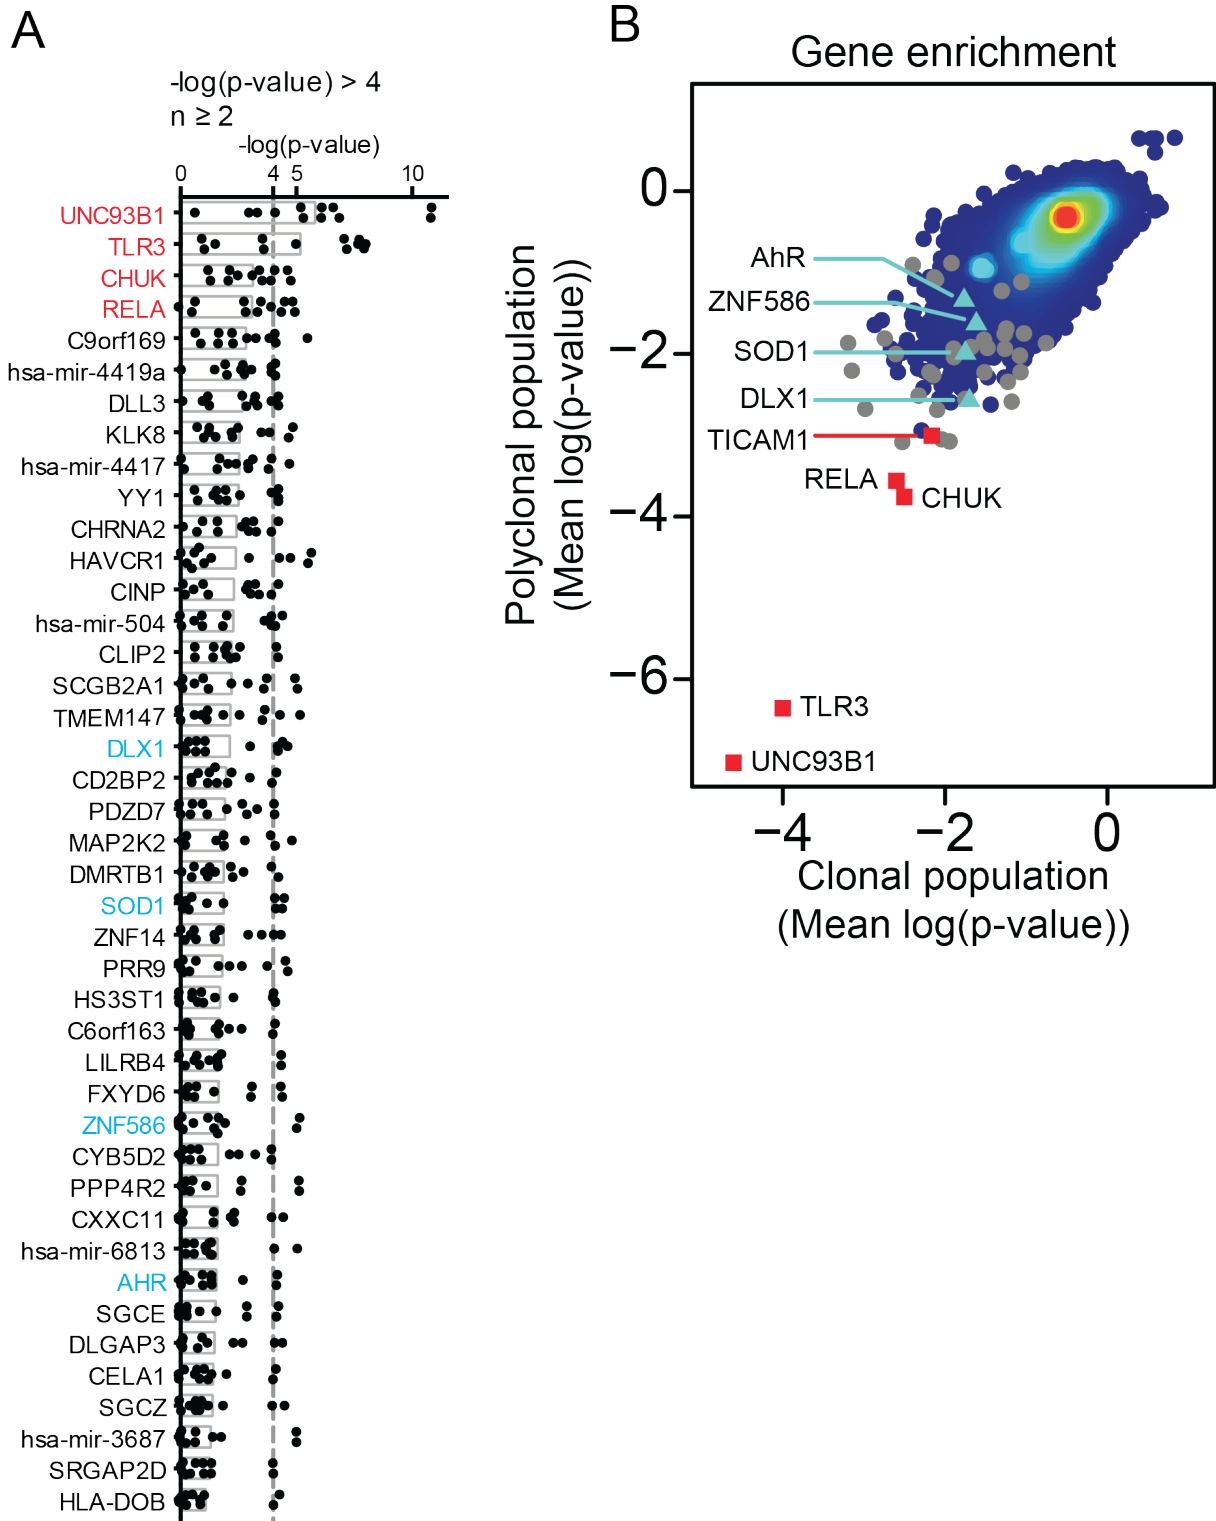 A
-log(p-value) > 4
n ≥ 2
-log(p-value)
0 4 5 10
UNC93B1
TLR3
CHUK
RELA
C9orf169
hsa-mir-4419a
DLL3
KLK8
hsa-mir-4417
YY1
CHRNA2
HAVCR1
CINP
hsa-mir-504
CLIP2
SCGB2A1
TMEM147
DLX1
CD2BP2
PDZD7
MAP2K2
DMRTB1
SOD1
ZNF14
PRR9
HS3ST1
C6orf163
LILRB4
FXYD6
ZNF586
CYB5D2
PPP4R2
CXXC11
hsa-mir-6813
AHR
SGCE
DLGAP3
CELA1
SGCZ
hsa-mir-3687
SRGAP2D
HLA-DOB
B
Gene enrichment
Polyclonal population
(Mean log(p-value))
0
−2
−4
−6
AhR
ZNF586
SOD1
DLX1
TICAM1
RELA
CHUK
TLR3
UNC93B1
−4 −2 0
Clonal population
(Mean log(p-value))